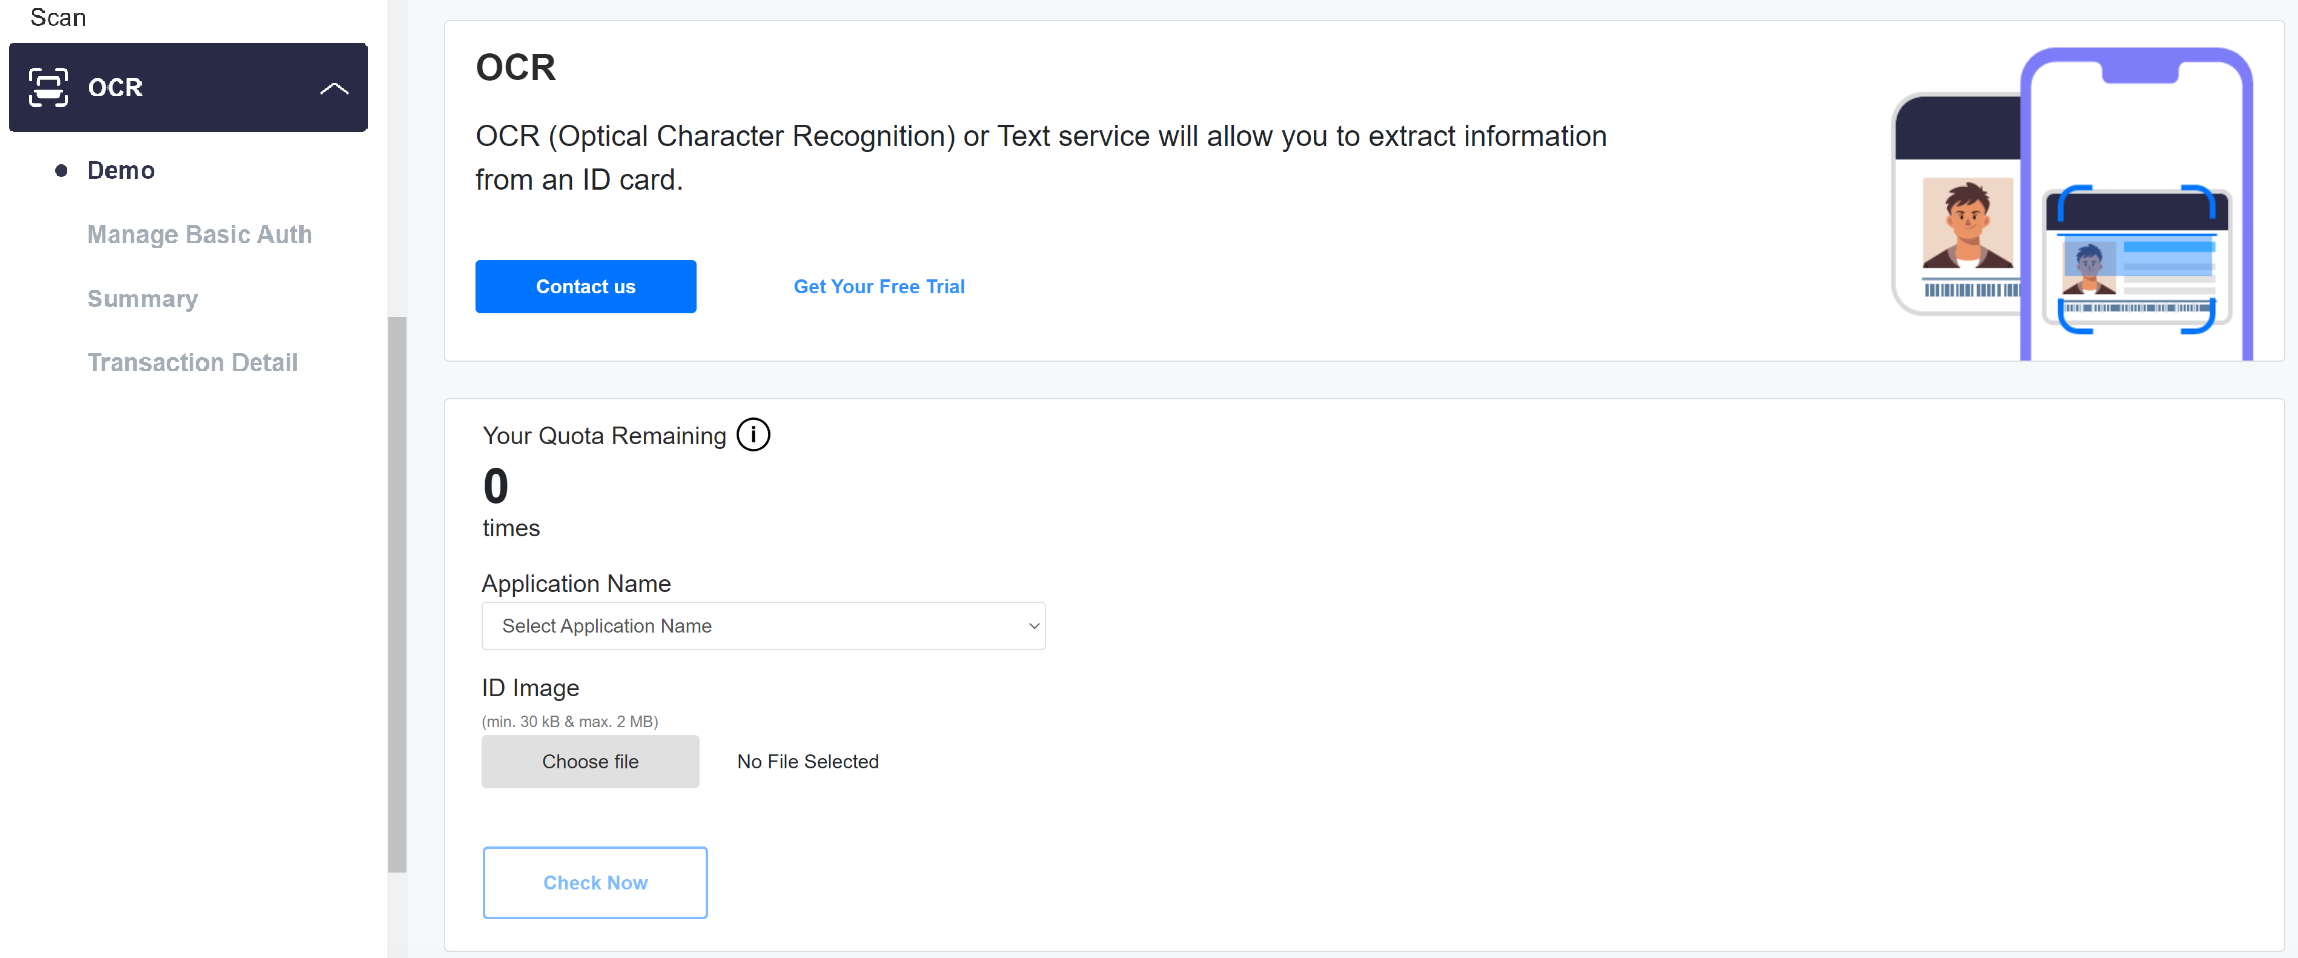 Scan
OCR
Demo
Manage Basic Auth
Summary
Transaction Detail
OCR
OCR (Optical Character Recognition) or Text service will allow you to extract information
from an ID card.
Contact us
Get Your Free Trial
Your Quota Remaining i
0
times
Application Name
Select Application Name
ID Image
(min. 30 kB & max. 2 MB)
Choose file
No File Selected
Check Now